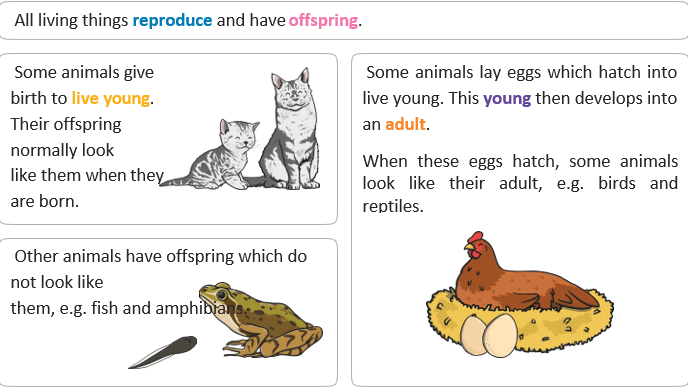 All living things reproduce and have offspring.
Some animals give
birth to live young.
Their offspring
normally look
like them when they
are born.
Other animals have offspring which do
not look like
them, e.g. fish and amphibians.
Some animals lay eggs which hatch into
live young. This young then develops into
an adult.
When these eggs hatch, some animals
look like their adult, e.g. birds and
reptiles.